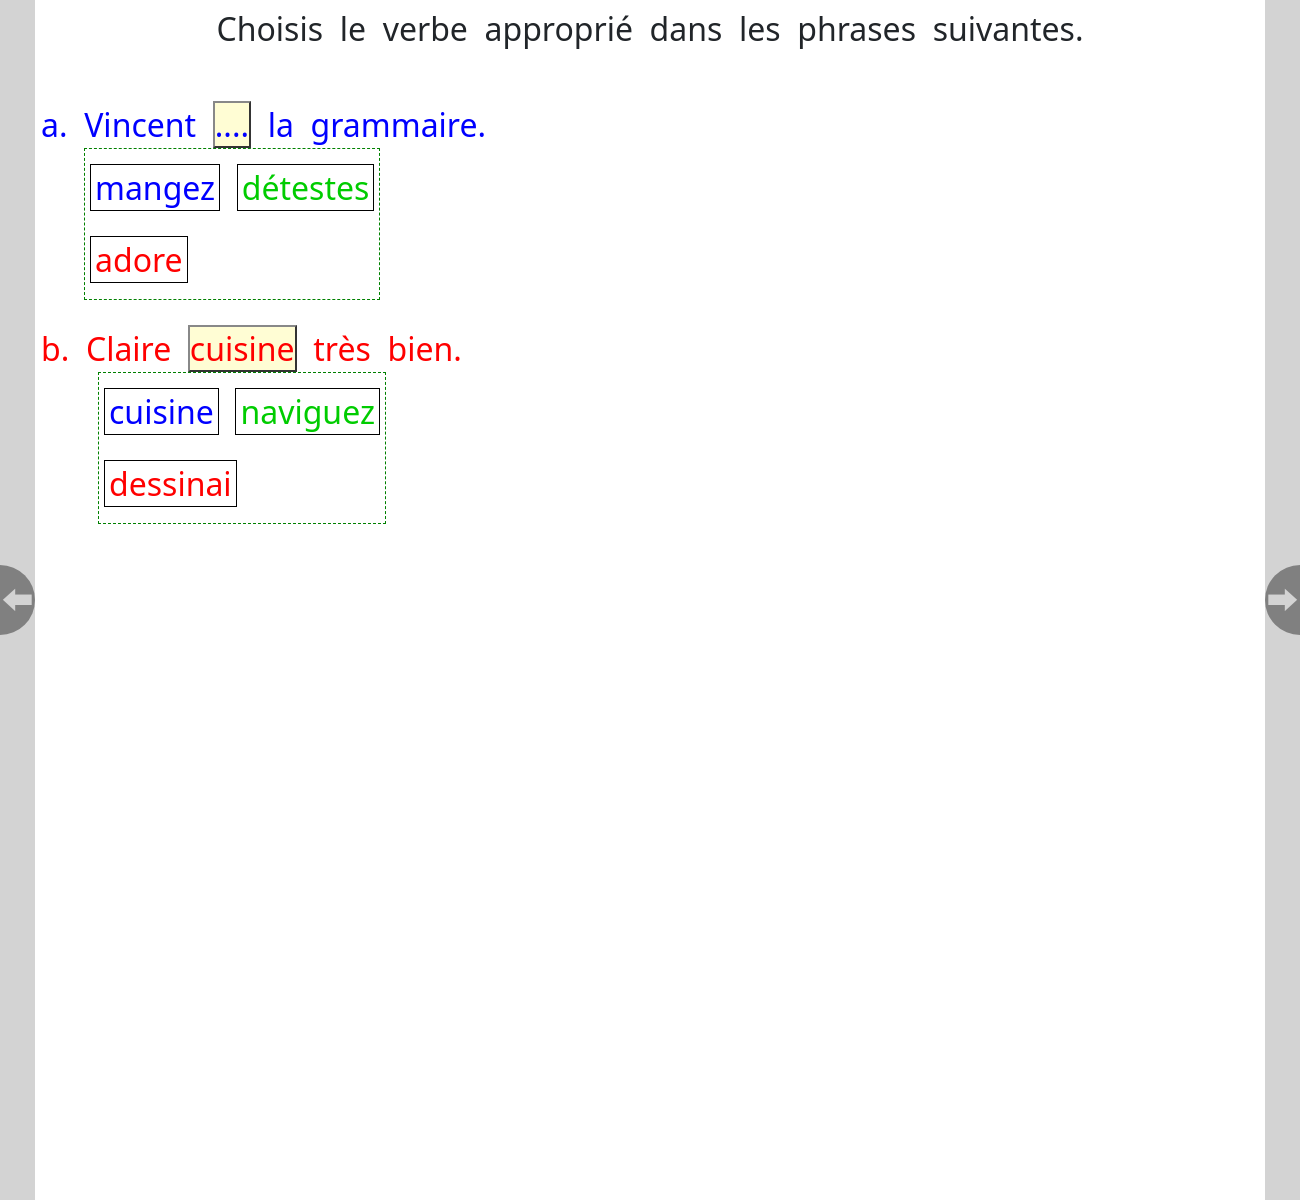 Choisis le verbe approprié dans les phrases suivantes.
a. Vincent .... la grammaire.
mangez détestes
adore
b. Claire cuisine très bien.
cuisine naviguez
dessinai